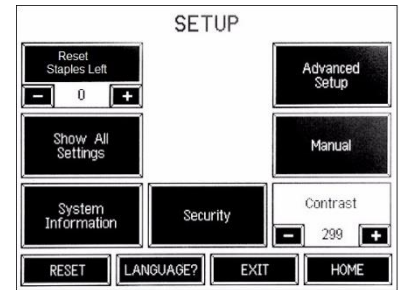 SETUP
Reset
Staples Left
− 0 +
Advanced
Setup
Show All
Settings
Manual
System
Information
Security
Contrast
− 299 +
RESET
LANGUAGE?
EXIT
HOME